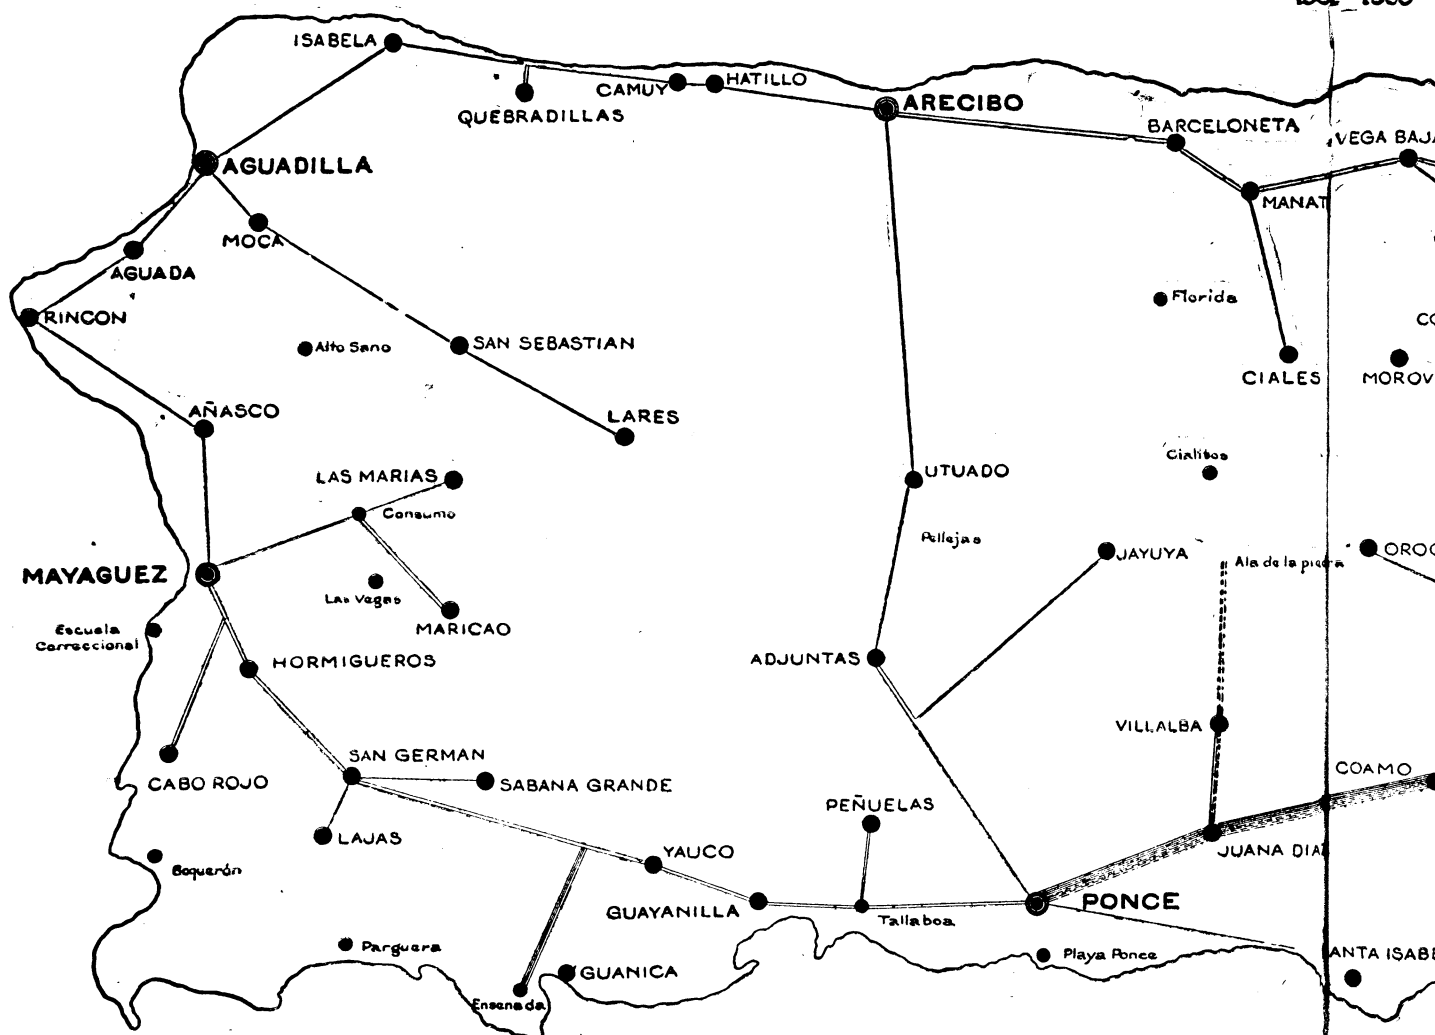 ISABELA
HATILLO
CAMUY
QUEBRADILLAS
ARECIBO
BARCELONETA
VEGA BAJA
AGUADILLA
MANAT
MOCA
AGUADA
Florida
RINCON
SAN SEBASTIAN
Alto Sano
CIALES
MOROV
AÑASCO
LARES
Cialitos
LAS MARIAS
UTUADO
Consumo
Pellejas
JAYUYA
OROC
Ala de la piedra
MAYAGUEZ
Las Vegas
MARICAO
Escuela
Correccional
HORMIGUEROS
ADJUNTAS
VILLALBA
SAN GERMAN
COAMO
CABO ROJO
SABANA GRANDE
PEÑUELAS
LAJAS
YAUCO
JUANA DIAZ
Boquerón
GUAYANILLA
Tallaboa
PONCE
Parguera
Playa Ponce
ANTA ISABE
GUANICA
Ensenada